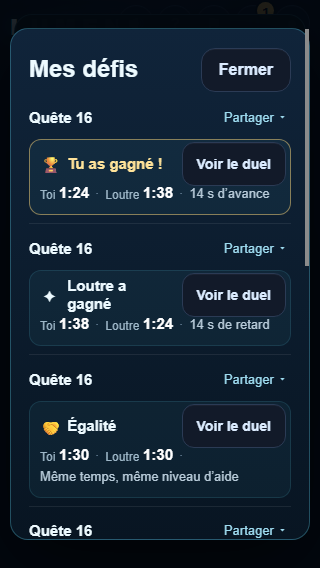 Mes défis
Fermer
Quête 16
Partager
🏆 Tu as gagné !
Voir le duel
Toi 1:24 · Loutre 1:38 · 14 s d'avance
Quête 16
Partager
✦ Loutre a
gagné
Voir le duel
Toi 1:38 · Loutre 1:24 · 14 s de retard
Quête 16
Partager
🤝 Égalité
Voir le duel
Toi 1:30 · Loutre 1:30 ·
Même temps, même niveau d'aide
Quête 16
Partager